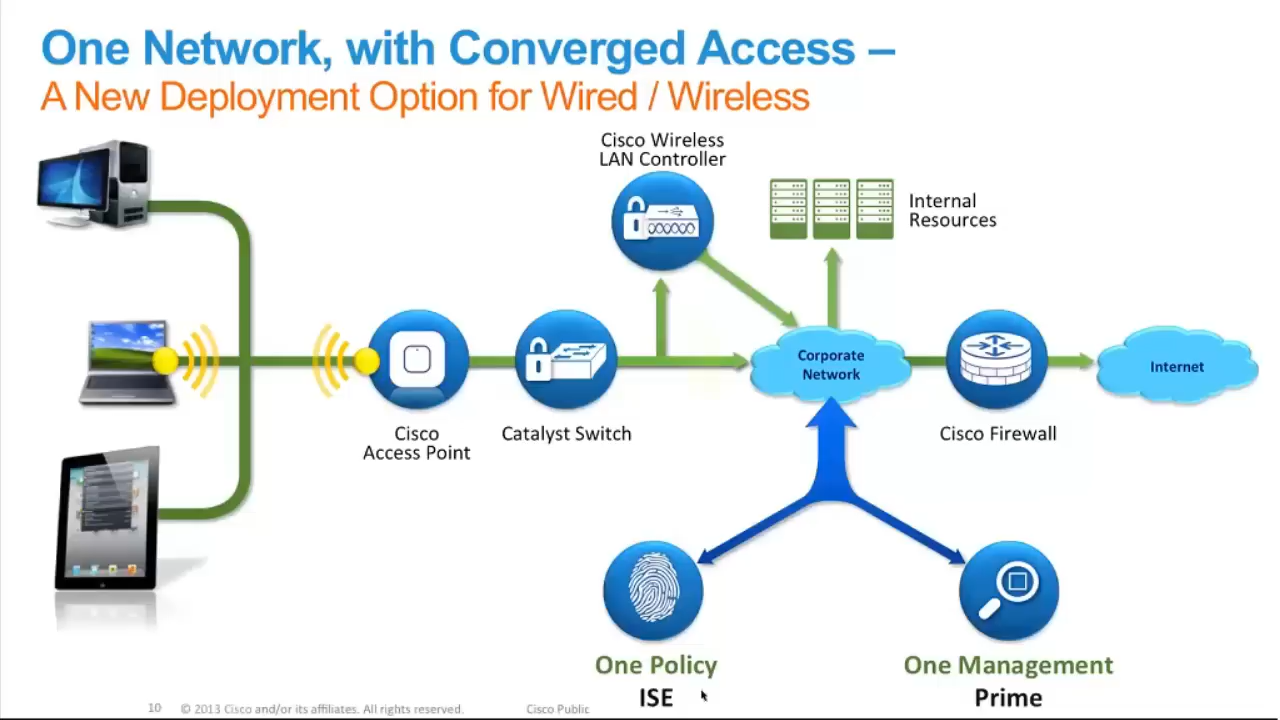 One Network, with Converged Access –
A New Deployment Option for Wired / Wireless
Cisco Wireless
LAN Controller
Internal
Resources
Corporate
Network
Internet
Cisco
Access Point
Catalyst Switch
Cisco Firewall
One Policy
ISE
One Management
Prime
10 © 2013 Cisco and/or its affiliates. All rights reserved. Cisco Public